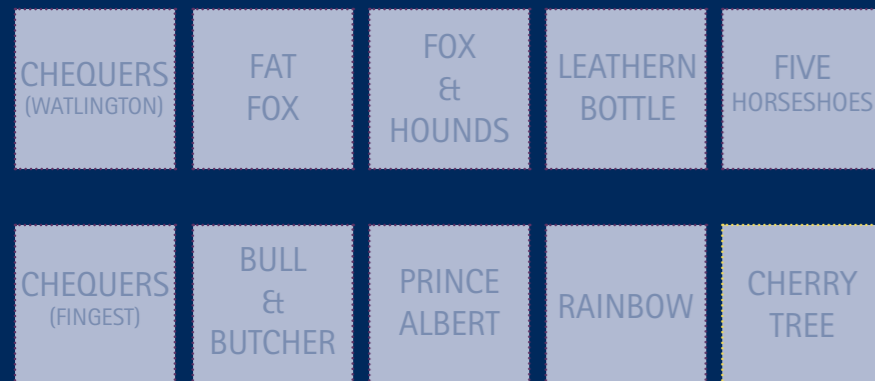 CHEQUERS
(WATLINGTON)
FAT
FOX
FOX
&
HOUNDS
LEATHERN
BOTTLE
FIVE
HORSESHOES
CHEQUERS
(FINGEST)
BULL
&
BUTCHER
PRINCE
ALBERT
RAINBOW
CHERRY
TREE